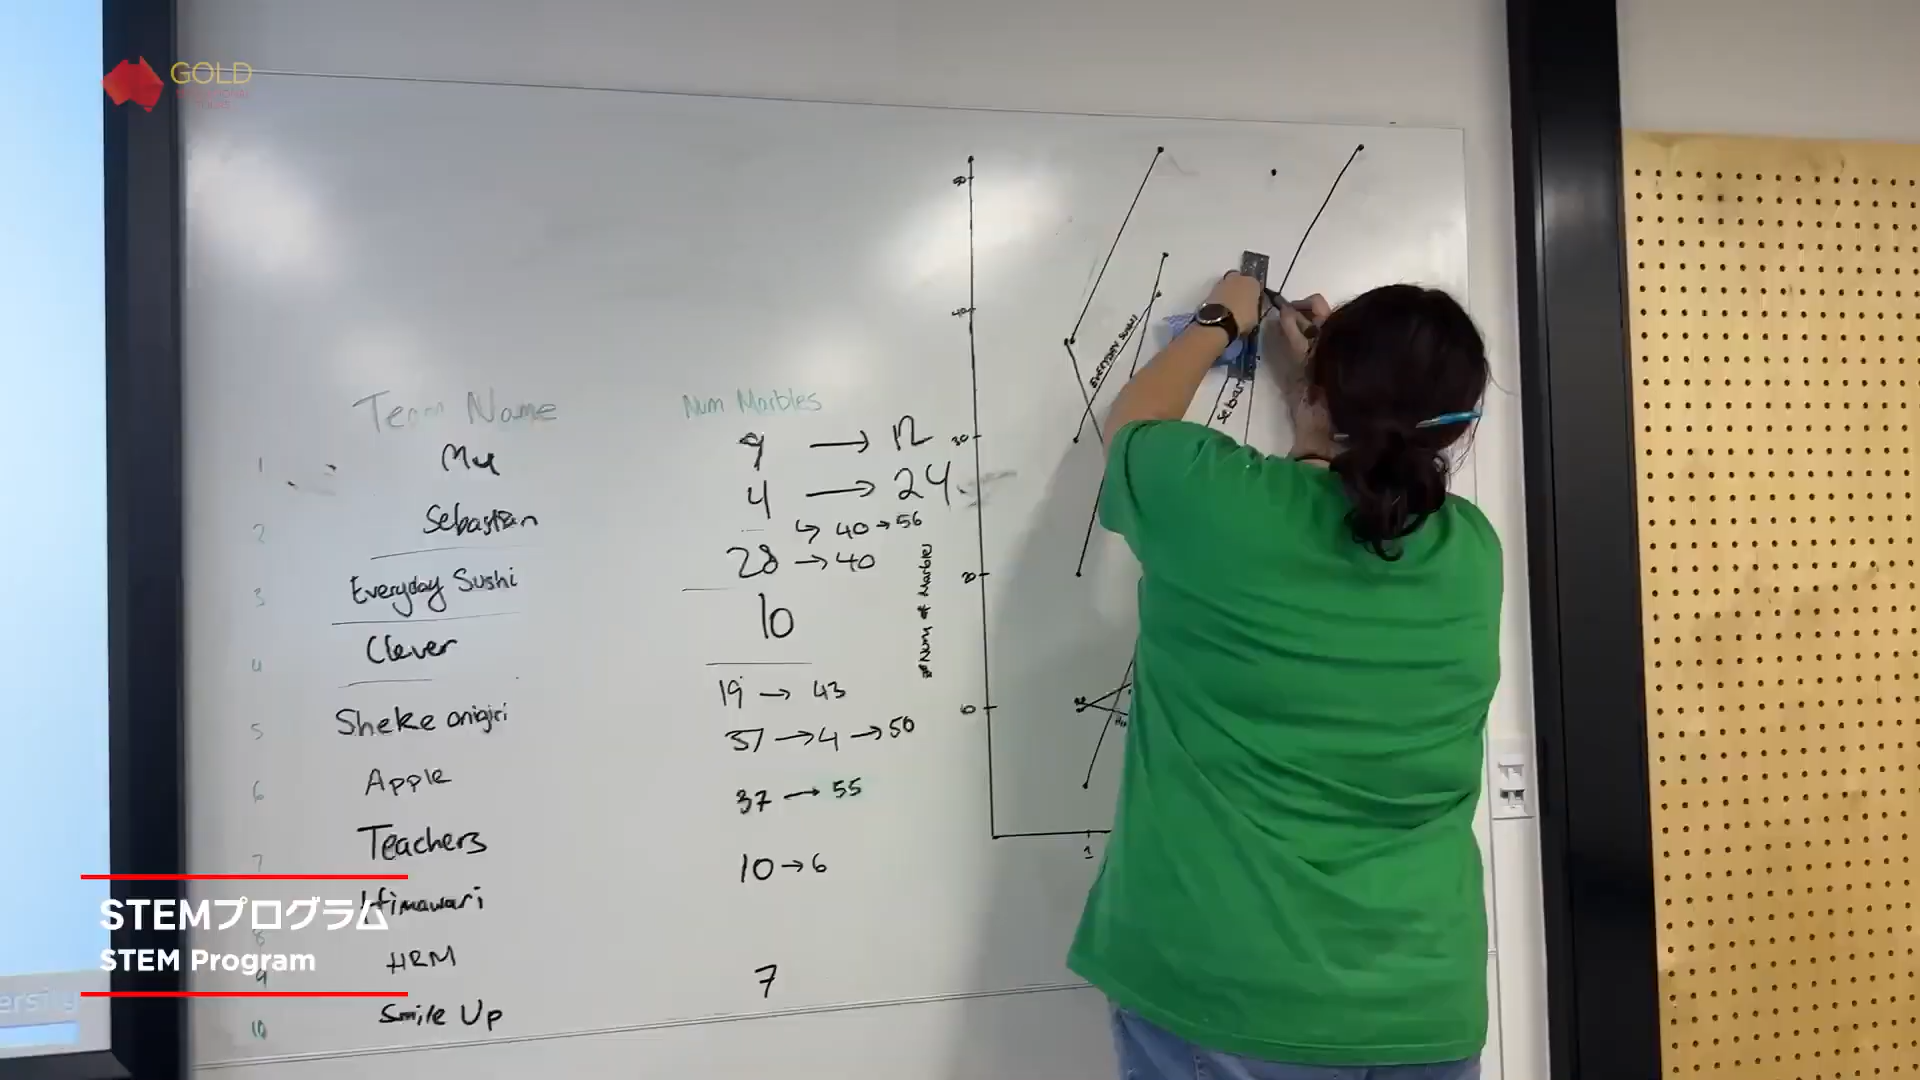 GOLD
50
Team Name Num Marbles
40
1 Mu 9 → 12
30
2 Sebastian 4 → 24
↳ 40 → 56
3 Everyday Sushi 28 → 40
20
4 Clever 10
# Num of Marbles
5 Sheke onigiri 19 → 43
10
6 Apple 37 → 4 → 50
7 Teachers 37 → 55
8 Himawari 10 → 6
9 HRM
10 Smile Up 7
1
EVERYDAY SUSHI
Sebast
STEMプログラム
STEM Program
ersity